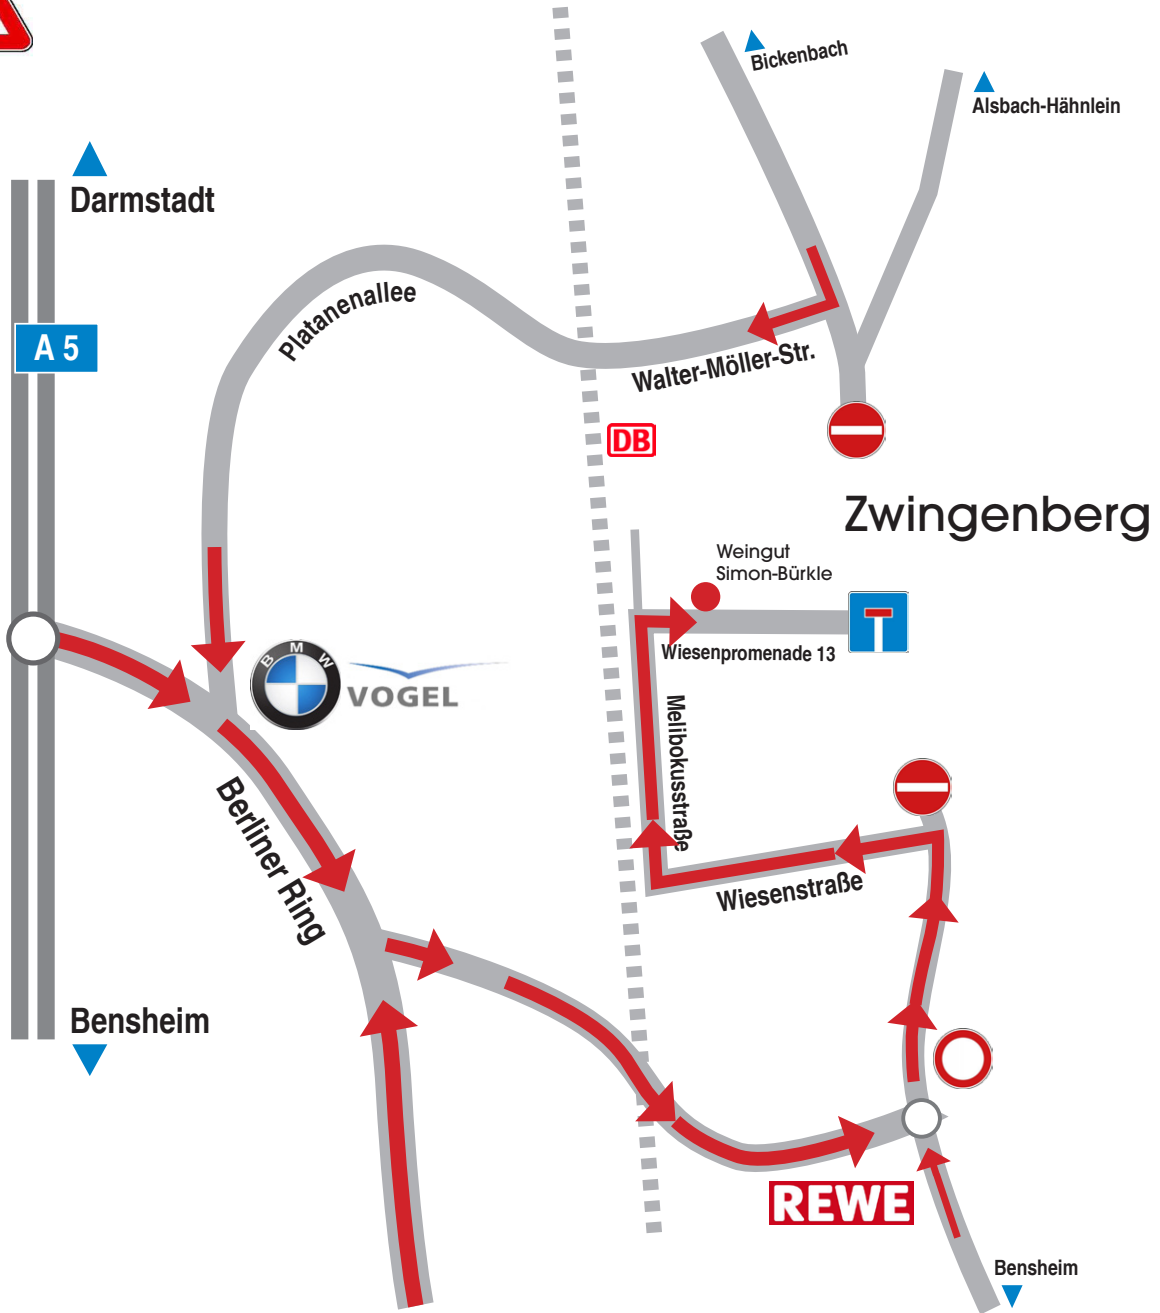 Bickenbach
Alsbach-Hähnlein
Darmstadt
Platanenallee
A 5
Walter-Möller-Str.
DB
Zwingenberg
Weingut
Simon-Bürkle
Wiesenpromenade 13
BMW
VOGEL
Melibokusstraße
Berliner Ring
Wiesenstraße
Bensheim
REWE
Bensheim